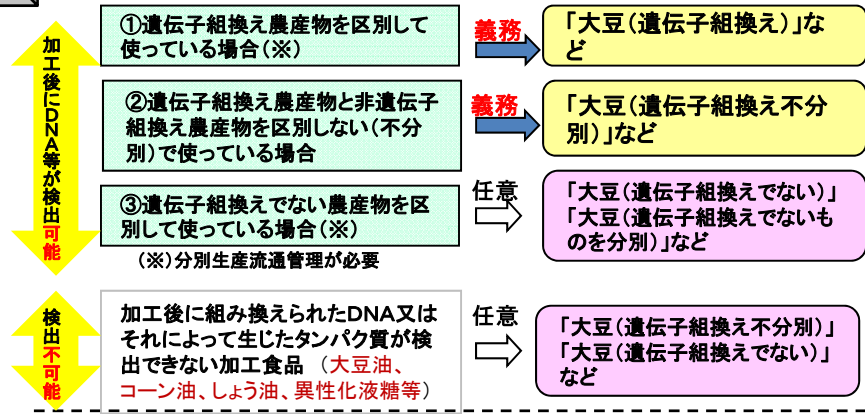 加工後にDNA等が検出可能
①遺伝子組換え農産物を区別して
使っている場合(※)
義務
「大豆(遺伝子組換え)」な
ど
②遺伝子組換え農産物と非遺伝子
組換え農産物を区別しない(不分
別)で使っている場合
義務
「大豆(遺伝子組換え不分
別)」など
③遺伝子組換えでない農産物を区
別して使っている場合(※)
任意
「大豆(遺伝子組換えでない)」
「大豆(遺伝子組換えでないも
のを分別)」など
(※)分別生産流通管理が必要
検出不可能
加工後に組み換えられたDNA又は
それによって生じたタンパク質が検
出できない加工食品 (大豆油、
コーン油、しょう油、異性化液糖等)
任意
「大豆(遺伝子組換え不分別)」
「大豆(遺伝子組換えでない)」
など